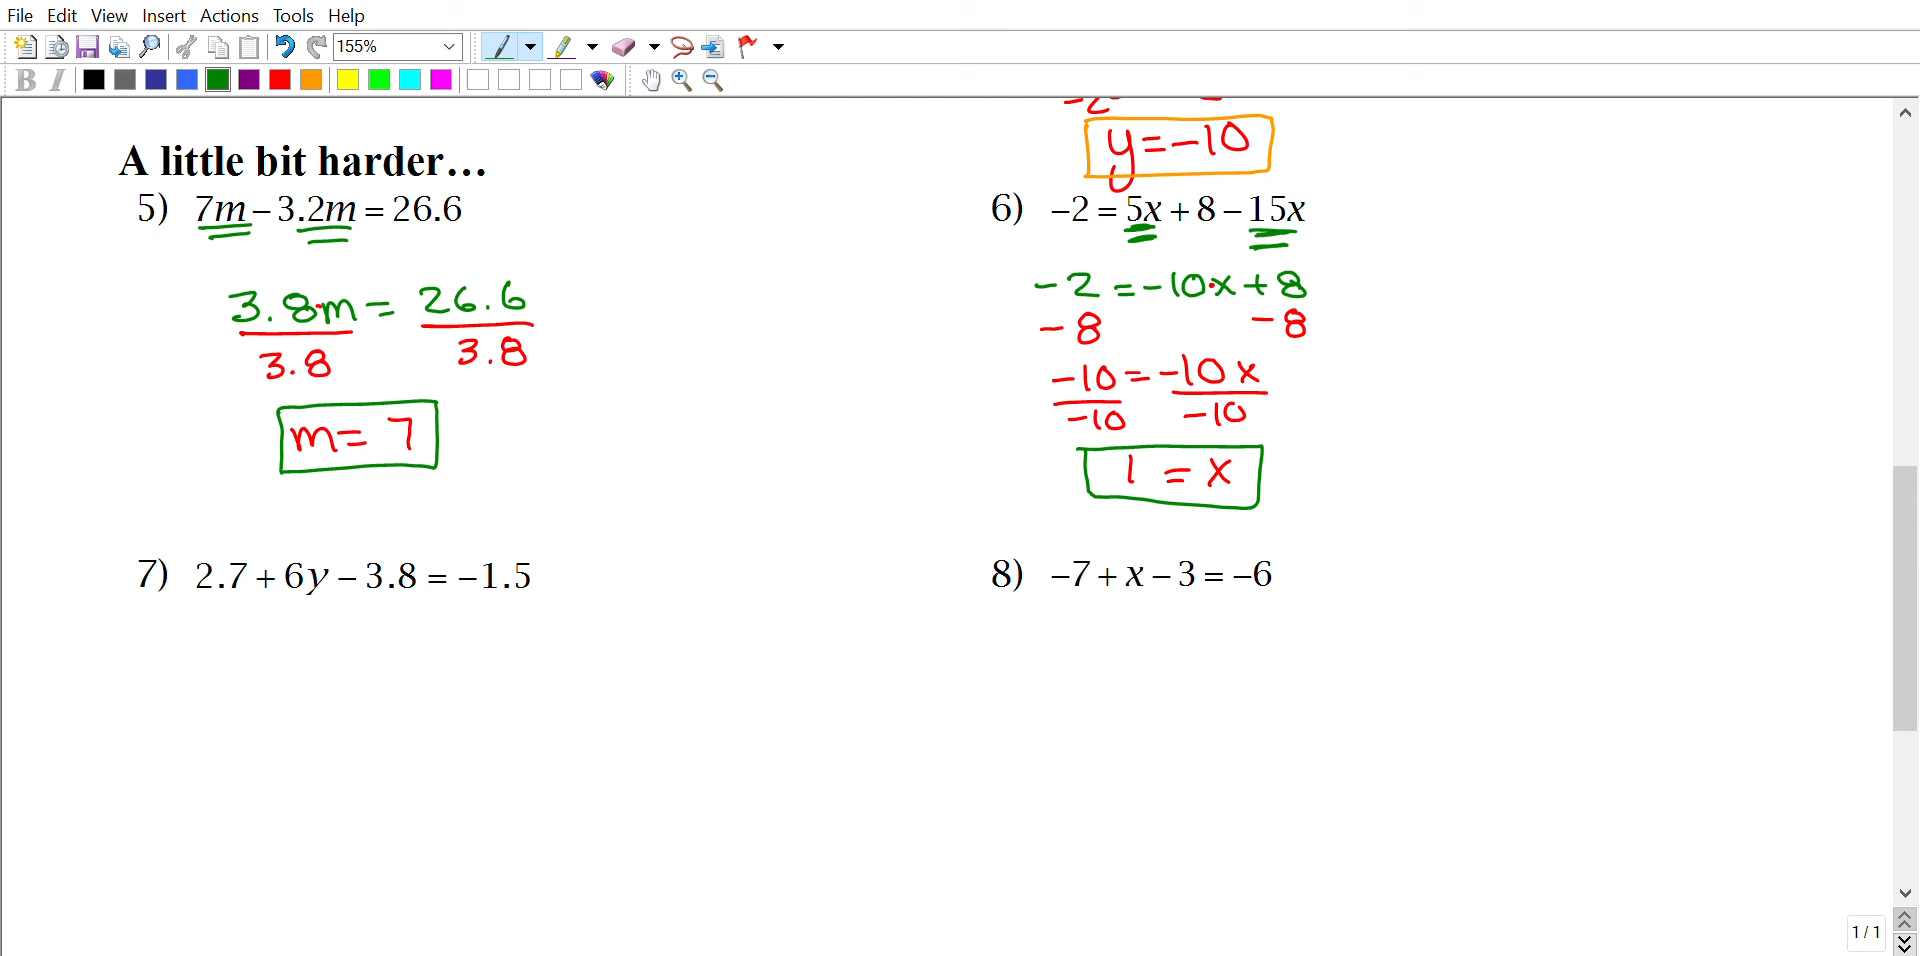 File Edit View Insert Actions Tools Help
155%
B I
-2
y=-10
A little bit harder...
5) 7m – 3.2m = 26.6
3.8m = 26.6
3.8 3.8
m = 7
6) –2 = 5x + 8 – 15x
-2 = -10x + 8
-8 -8
-10 = -10x
-10 -10
1 = x
7) 2.7 + 6y – 3.8 = –1.5
8) –7 + x – 3 = –6
1 / 1